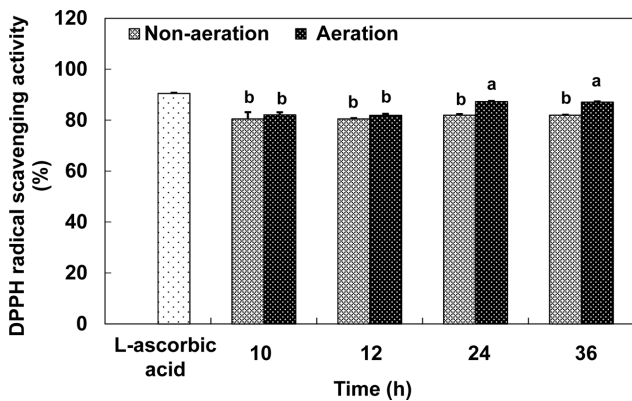 120
100
80
60
40
20
0
DPPH radical scavenging activity
(%)
Non-aeration Aeration
b b b b b a b a
L-ascorbic
acid
10 12 24 36
Time (h)